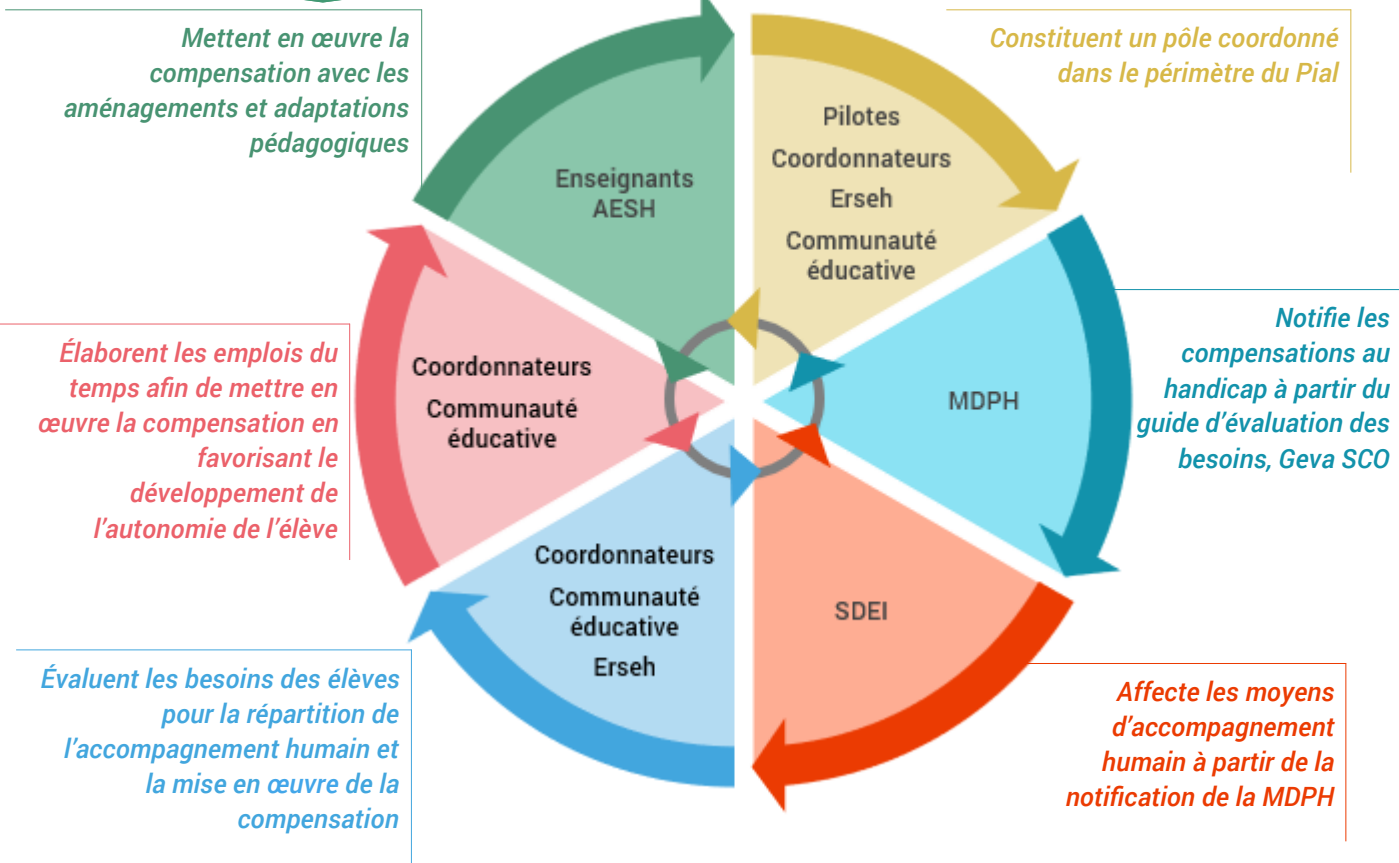 Mettent en œuvre la
compensation avec les
aménagements et adaptations
pédagogiques
Constituent un pôle coordonné
dans le périmètre du Pial
Pilotes
Coordonnateurs
Erseh
Communauté
éducative
Enseignants
AESH
Notifie les
compensations au
handicap à partir du
guide d’évaluation des
besoins, Geva SCO
MDPH
Élaborent les emplois du
temps afin de mettre en
œuvre la compensation en
favorisant le
développement de
l’autonomie de l’élève
Coordonnateurs
Communauté
éducative
Coordonnateurs
Communauté
éducative
Erseh
SDEI
Évaluent les besoins des élèves
pour la répartition de
l’accompagnement humain et
la mise en œuvre de la
compensation
Affecte les moyens
d’accompagnement
humain à partir de la
notification de la MDPH